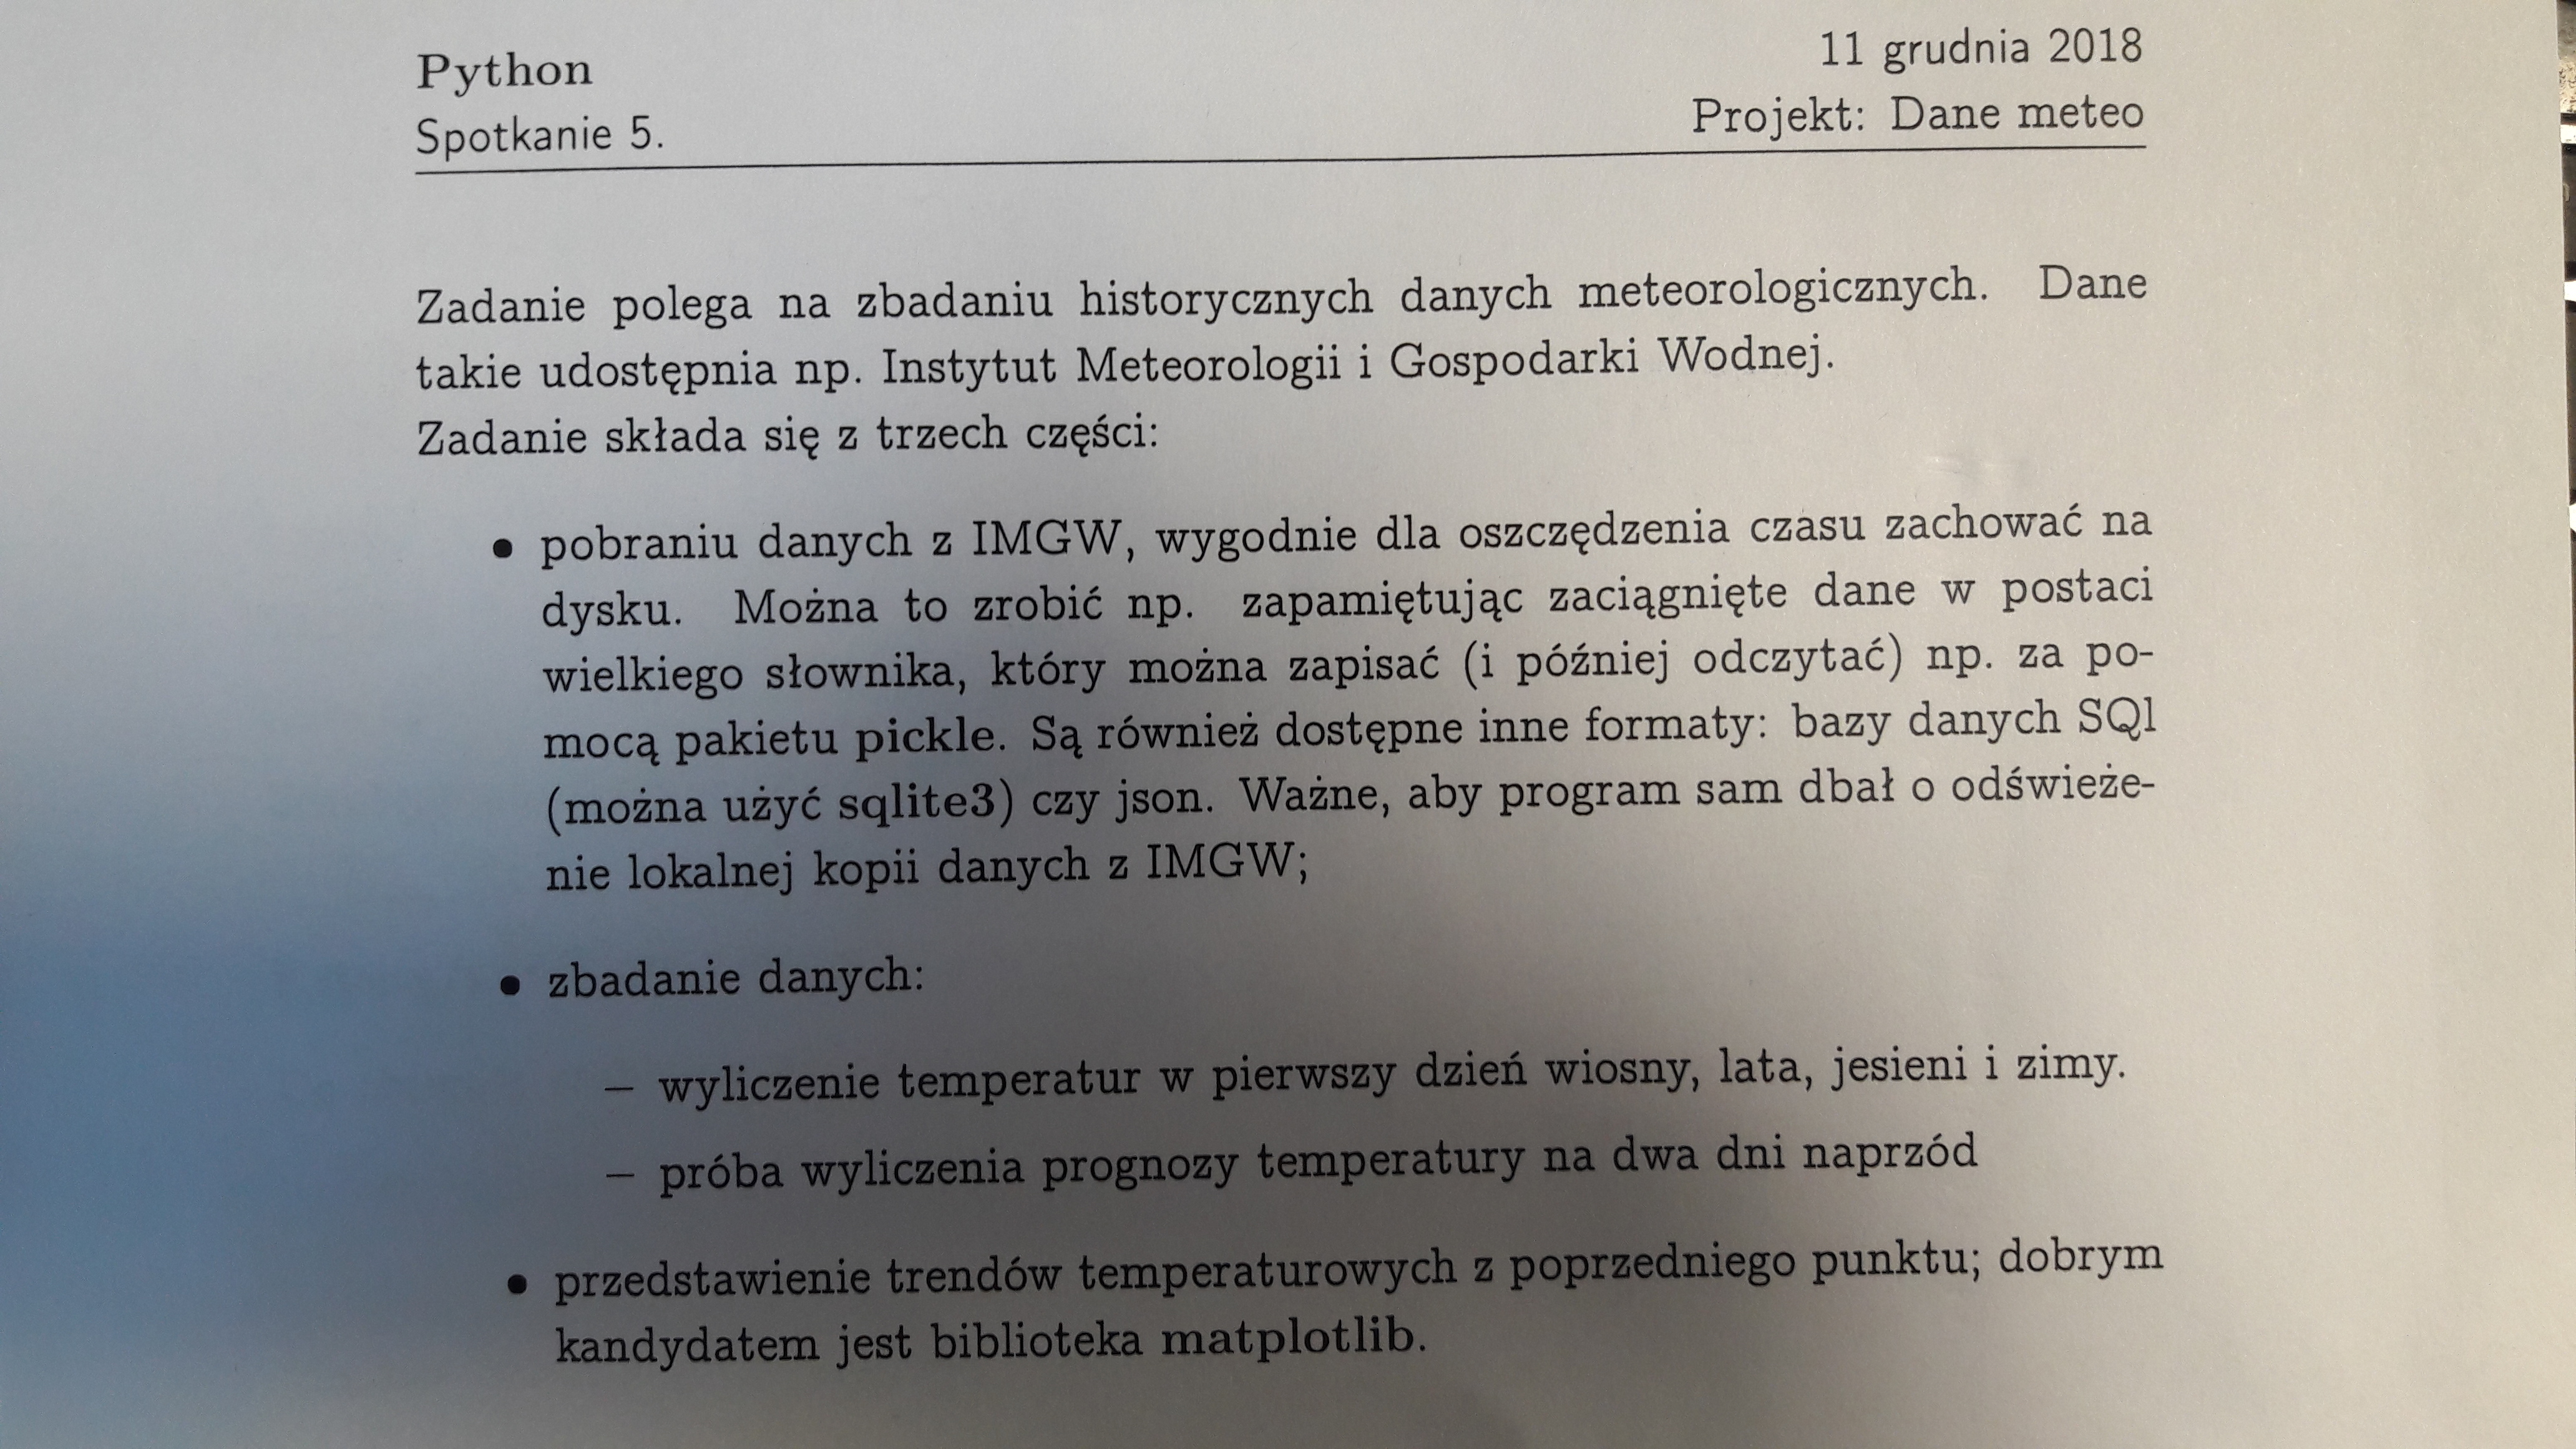 Python
Spotkanie 5.
11 grudnia 2018
Projekt: Dane meteo
Zadanie polega na zbadaniu historycznych danych meteorologicznych. Dane
takie udostępnia np. Instytut Meteorologii i Gospodarki Wodnej.
Zadanie składa się z trzech części:
• pobraniu danych z IMGW, wygodnie dla oszczędzenia czasu zachować na
dysku. Można to zrobić np. zapamiętując zaciągnięte dane w postaci
wielkiego słownika, który można zapisać (i później odczytać) np. za po-
mocą pakietu pickle. Są również dostępne inne formaty: bazy danych SQl
(można użyć sqlite3) czy json. Ważne, aby program sam dbał o odświeże-
nie lokalnej kopii danych z IMGW;
• zbadanie danych:
– wyliczenie temperatur w pierwszy dzień wiosny, lata, jesieni i zimy.
– próba wyliczenia prognozy temperatury na dwa dni naprzód
• przedstawienie trendów temperaturowych z poprzedniego punktu; dobrym
kandydatem jest biblioteka matplotlib.